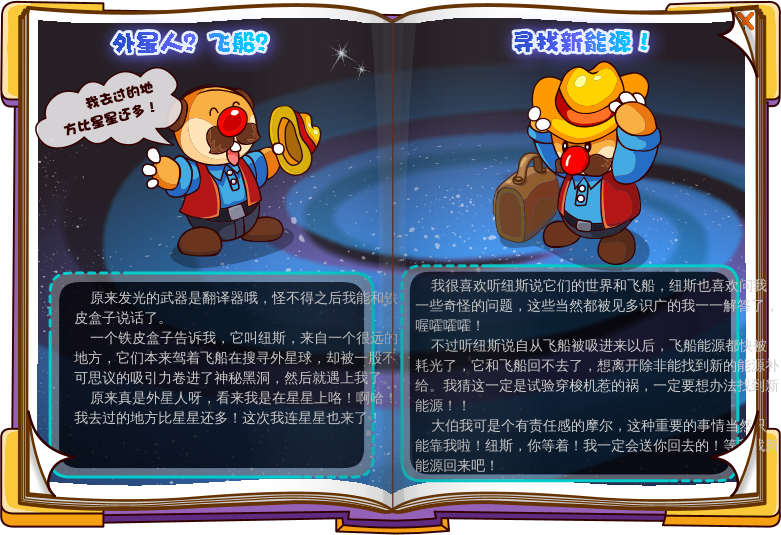 外星人？飞船？
我去过的地
方比星星还多！
原来发光的武器是翻译器哦，怪不得之后我能和铁
皮盒子说话了。
一个铁皮盒子告诉我，它叫纽斯，来自一个很远的
地方，它们本来驾着飞船在搜寻外星球，却被一股不
可思议的吸引力卷进了神秘黑洞，然后就遇上我了。
原来真是外星人呀，看来我是在星星上咯！啊哈！
我去过的地方比星星还多！这次我连星星也来了！
寻找新能源！
我很喜欢听纽斯说它们的世界和飞船，纽斯也喜欢问我
一些奇怪的问题，这些当然都被见多识广的我一一解答了，
喔嚯嚯嚯！
不过听纽斯说自从飞船被吸进来以后，飞船能源都快被
耗光了，它和飞船回不去了，想离开除非能找到新的能源补
给。我猜这一定是试验穿梭机惹的祸，一定要想办法找到新
能源！！
大伯我可是个有责任感的摩尔，这种重要的事情当然只
能靠我啦！纽斯，你等着！我一定会送你回去的！等我找
能源回来吧！